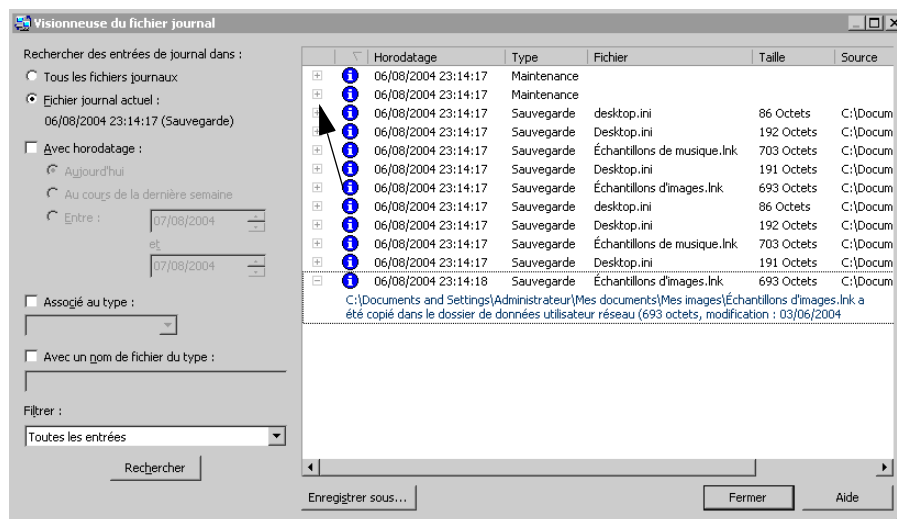 Visionneuse du fichier journal
Rechercher des entrées de journal dans :
Tous les fichiers journaux
Fichier journal actuel :
06/08/2004 23:14:17 (Sauvegarde)
Avec horodatage :
Aujourd'hui
Au cours de la dernière semaine
Entre :
07/08/2004
et
07/08/2004
Associé au type :
Avec un nom de fichier du type :
Filtrer :
Toutes les entrées
Rechercher
Horodatage Type Fichier Taille Source
06/08/2004 23:14:17 Maintenance
06/08/2004 23:14:17 Maintenance
06/08/2004 23:14:17 Sauvegarde desktop.ini 86 Octets C:\Docum
06/08/2004 23:14:17 Sauvegarde Desktop.ini 192 Octets C:\Docum
06/08/2004 23:14:17 Sauvegarde Échantillons de musique.lnk 703 Octets C:\Docum
06/08/2004 23:14:17 Sauvegarde Desktop.ini 191 Octets C:\Docum
06/08/2004 23:14:17 Sauvegarde Échantillons d'images.lnk 693 Octets C:\Docum
06/08/2004 23:14:17 Sauvegarde desktop.ini 86 Octets C:\Docum
06/08/2004 23:14:17 Sauvegarde Desktop.ini 192 Octets C:\Docum
06/08/2004 23:14:17 Sauvegarde Échantillons de musique.lnk 703 Octets C:\Docum
06/08/2004 23:14:17 Sauvegarde Desktop.ini 191 Octets C:\Docum
06/08/2004 23:14:18 Sauvegarde Échantillons d'images.lnk 693 Octets C:\Docum
C:\Documents and Settings\Administrateur\Mes documents\Mes images\Échantillons d'images.lnk a
été copié dans le dossier de données utilisateur réseau (693 octets, modification : 03/06/2004
Enregistrer sous... Fermer Aide